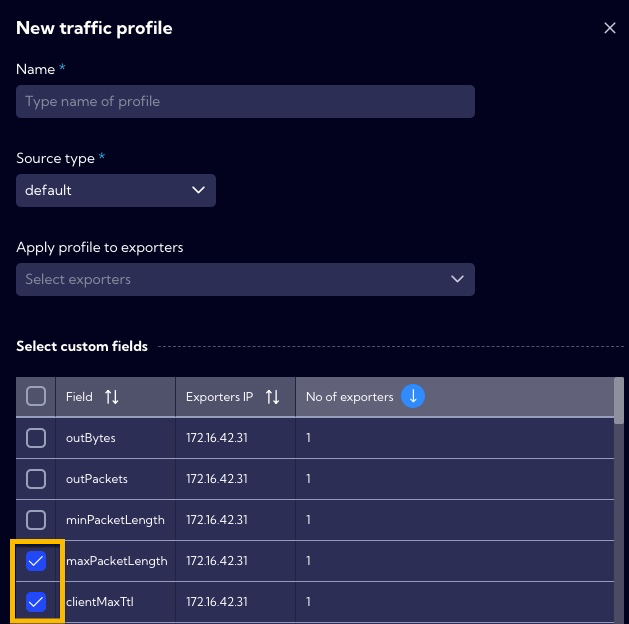 New traffic profile
Name *
Type name of profile
Source type *
default
Apply profile to exporters
Select exporters
Select custom fields
Field Exporters IP No of exporters
outBytes 172.16.42.31 1
outPackets 172.16.42.31 1
minPacketLength 172.16.42.31 1
maxPacketLength 172.16.42.31 1
clientMaxTtl 172.16.42.31 1